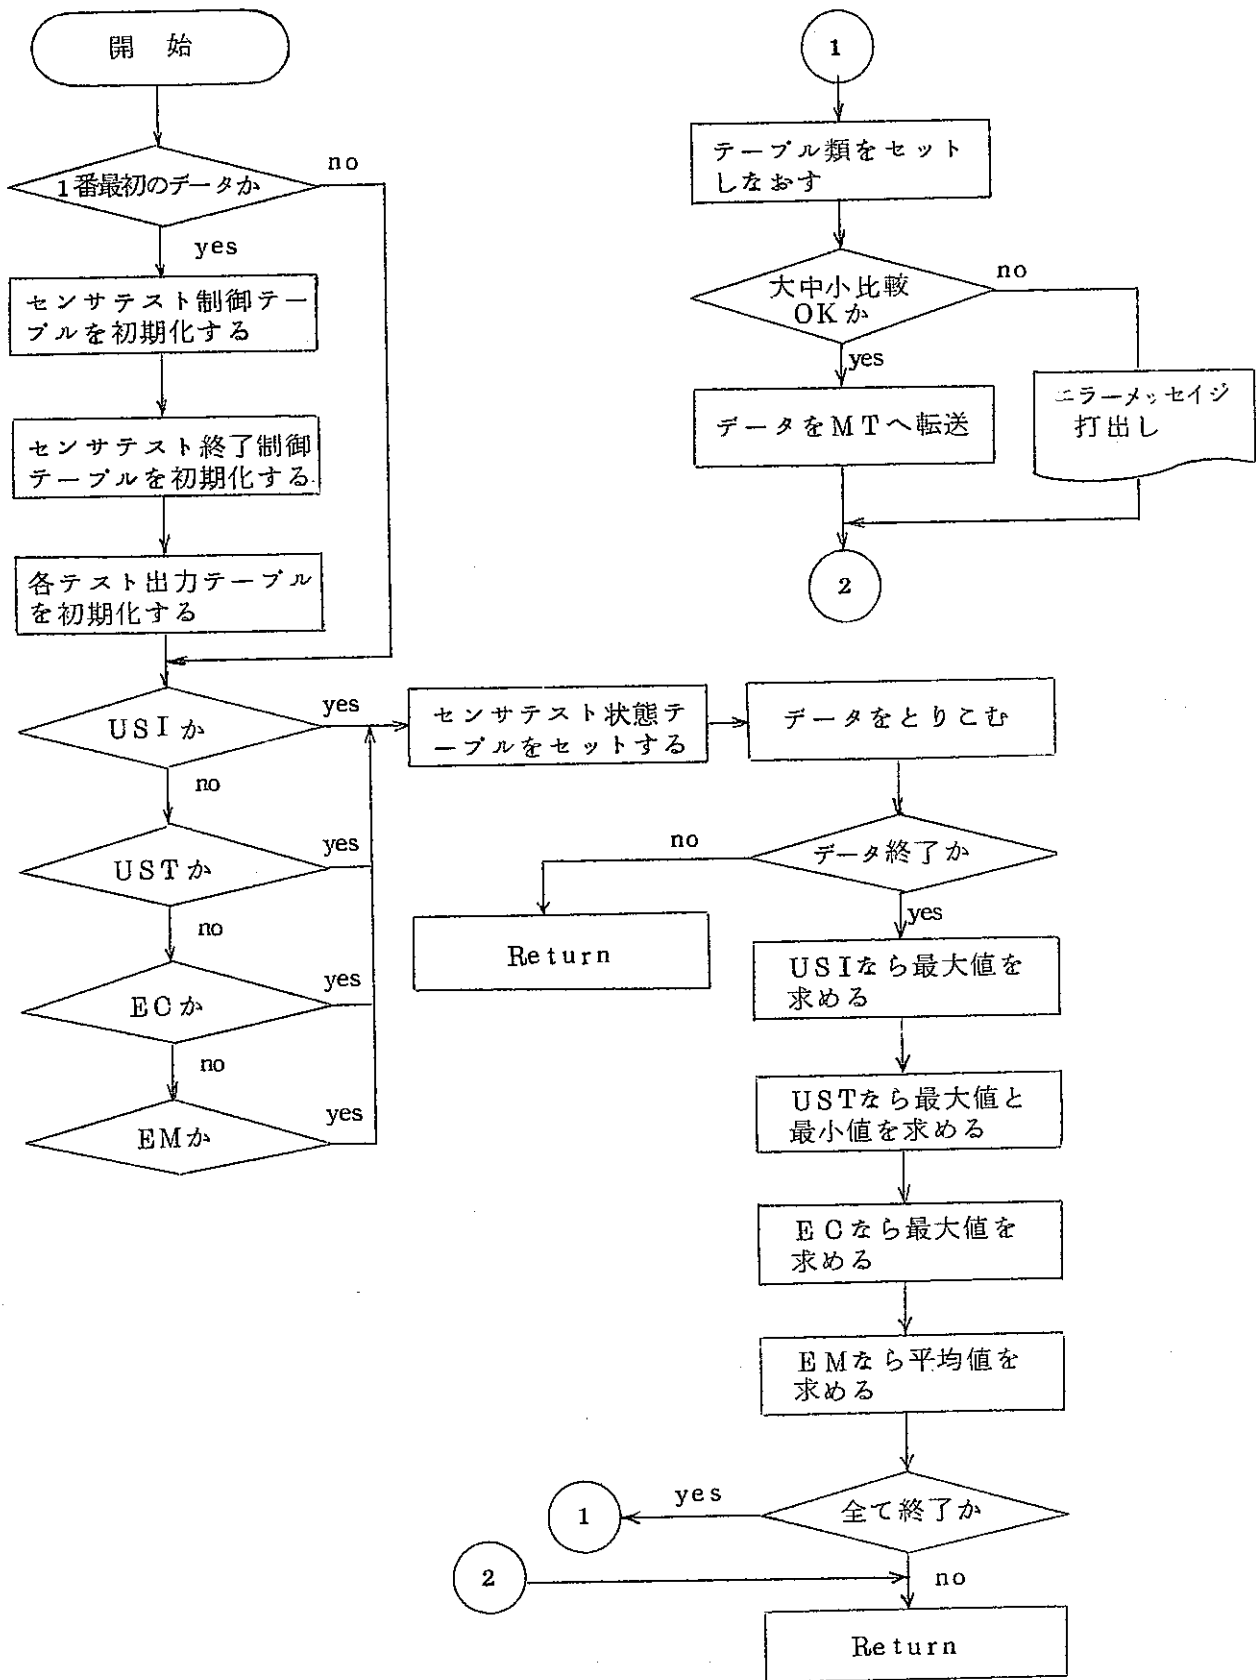 開 始
1番最初のデータか
no
yes
センサテスト制御テー
ブルを初期化する
センサテスト終了制御
テーブルを初期化する
各テスト出力テーブル
を初期化する
USIか
yes
no
USTか
yes
no
ECか
yes
no
EMか
yes
センサテスト状態テ
ーブルをセットする
データをとりこむ
データ終了か
no
Return
yes
USIなら最大値を
求める
USTなら最大値と
最小値を求める
ECなら最大値を
求める
EMなら平均値を
求める
全て終了か
yes
1
2
no
Return
1
テーブル類をセット
しなおす
大中小比較
OKか
no
yes
データをMTへ転送
エラーメッセイジ
打出し
2